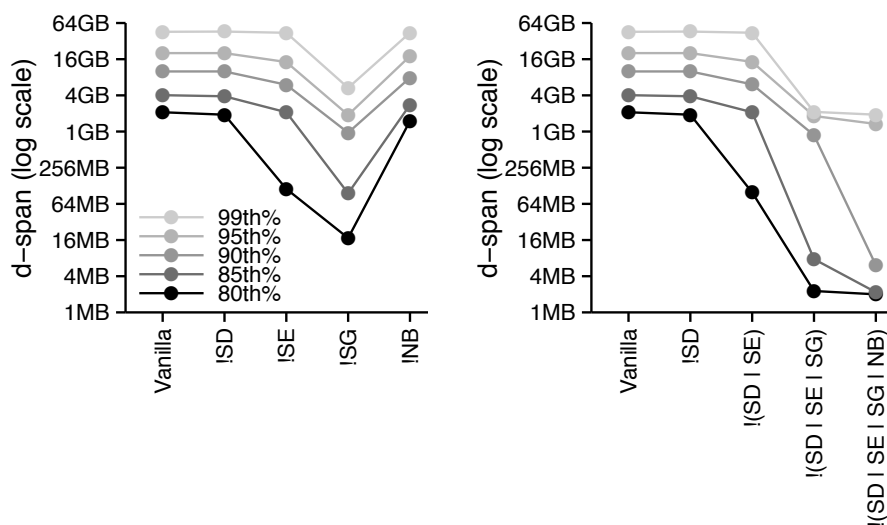 64GB
16GB
4GB
1GB
256MB
64MB
16MB
4MB
1MB
d−span (log scale)
99th%
95th%
90th%
85th%
80th%
Vanilla
!SD
!SE
!SG
!NB
64GB
16GB
4GB
1GB
256MB
64MB
16MB
4MB
1MB
d−span (log scale)
Vanilla
!SD
!(SD | SE)
!(SD | SE | SG)
!(SD | SE | SG | NB)